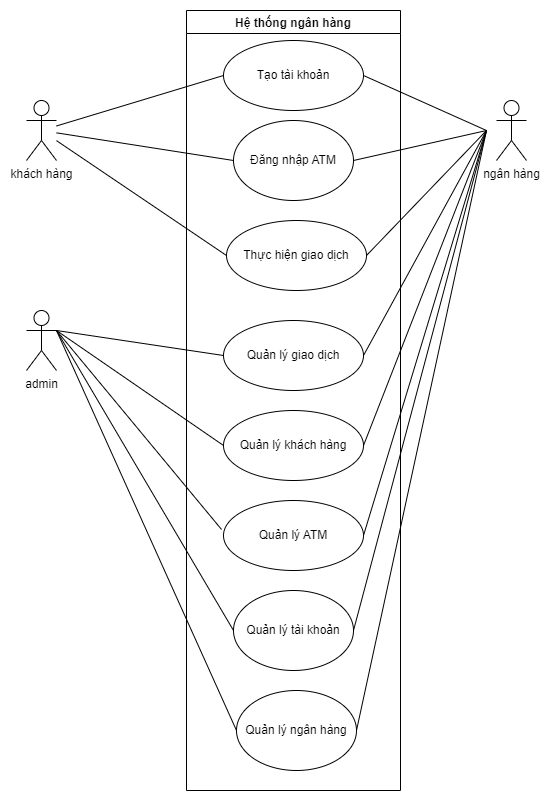 Hệ thống ngân hàng
Tạo tài khoản
khách hàng
Đăng nhập ATM
ngân hàng
Thực hiện giao dịch
Quản lý giao dịch
admin
Quản lý khách hàng
Quản lý ATM
Quản lý tài khoản
Quản lý ngân hàng